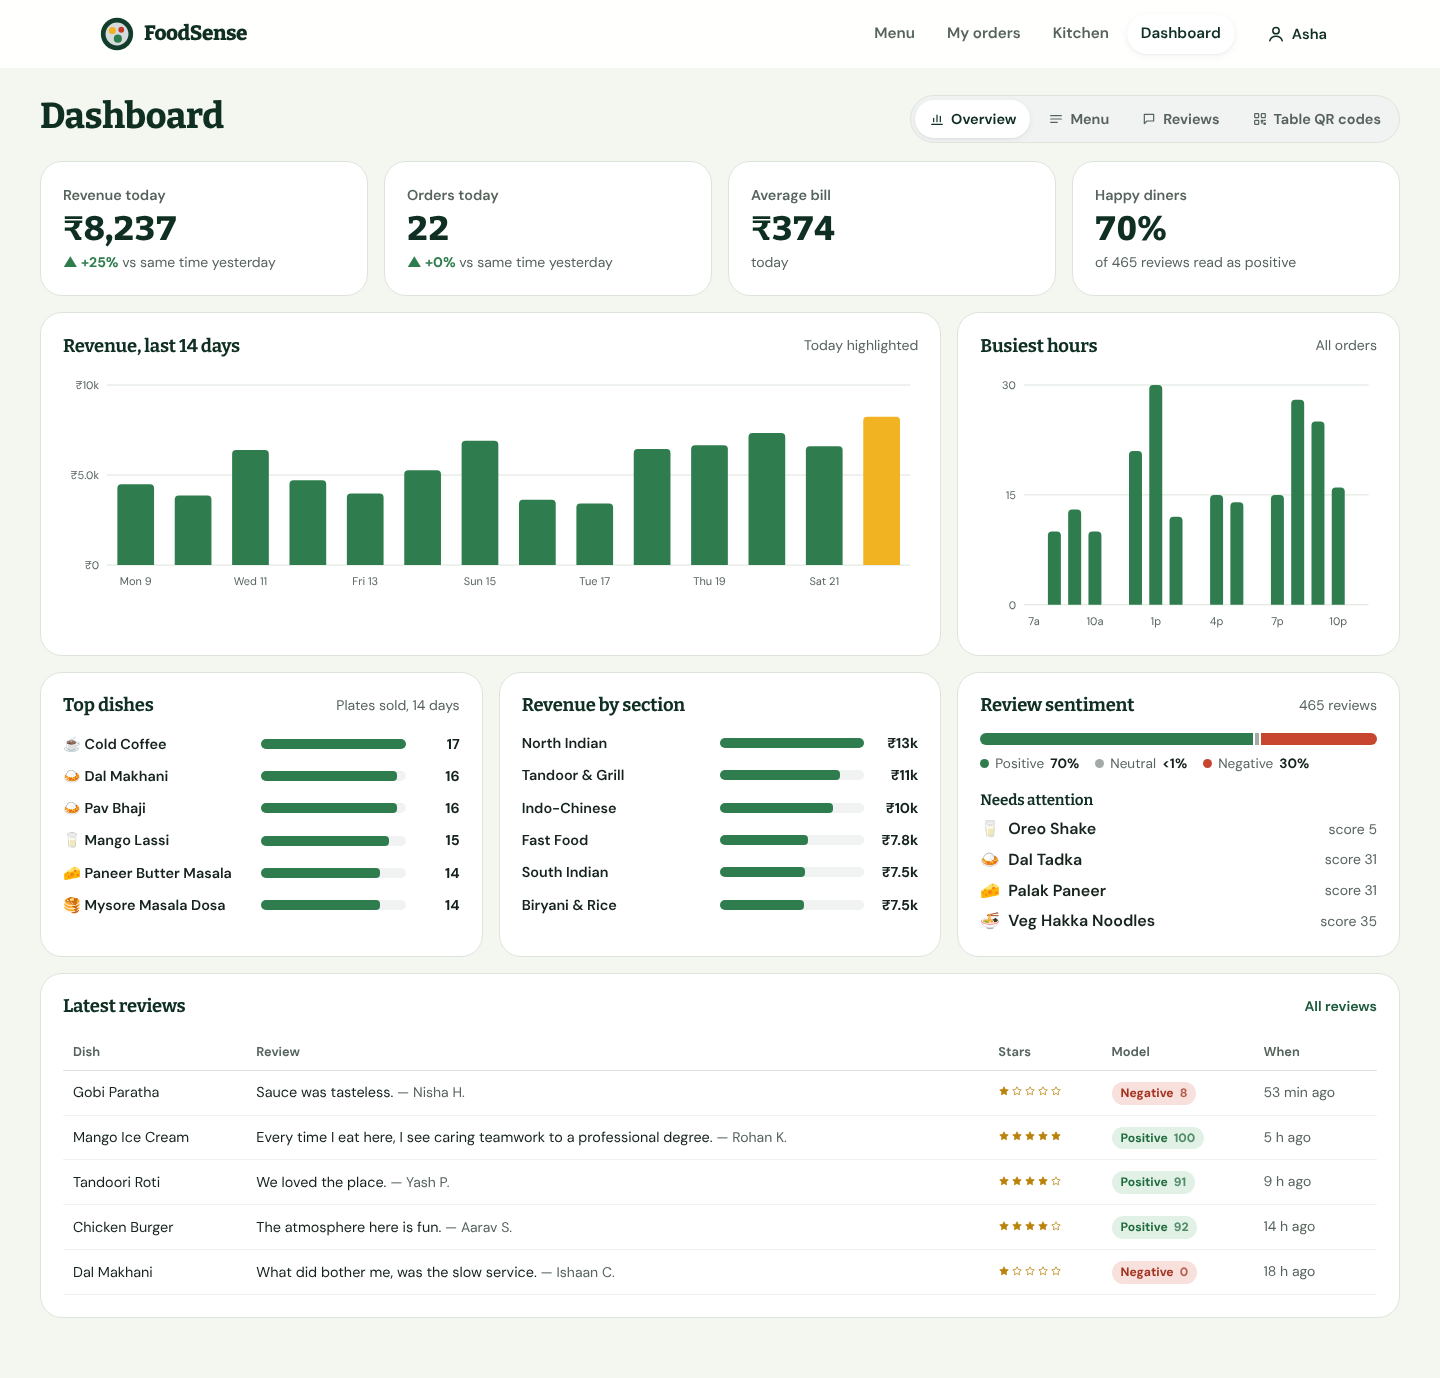 FoodSense
Menu
My orders
Kitchen
Dashboard
Asha
Dashboard
Overview
Menu
Reviews
Table QR codes
Revenue today
₹8,237
▲ +25% vs same time yesterday
Orders today
22
▲ +0% vs same time yesterday
Average bill
₹374
today
Happy diners
70%
of 465 reviews read as positive
Revenue, last 14 days
Today highlighted
₹10k
₹5.0k
₹0
Mon 9
Wed 11
Fri 13
Sun 15
Tue 17
Thu 19
Sat 21
Busiest hours
All orders
30
15
0
7a
10a
1p
4p
7p
10p
Top dishes
Plates sold, 14 days
Cold Coffee 17
Dal Makhani 16
Pav Bhaji 16
Mango Lassi 15
Paneer Butter Masala 14
Mysore Masala Dosa 14
Revenue by section
North Indian ₹13k
Tandoor & Grill ₹11k
Indo-Chinese ₹10k
Fast Food ₹7.8k
South Indian ₹7.5k
Biryani & Rice ₹7.5k
Review sentiment
465 reviews
Positive 70% Neutral <1% Negative 30%
Needs attention
Oreo Shake score 5
Dal Tadka score 31
Palak Paneer score 31
Veg Hakka Noodles score 35
Latest reviews
All reviews
Dish Review Stars Model When
Gobi Paratha Sauce was tasteless. — Nisha H. ★☆☆☆☆ Negative 8 53 min ago
Mango Ice Cream Every time I eat here, I see caring teamwork to a professional degree. — Rohan K. ★★★★★ Positive 100 5 h ago
Tandoori Roti We loved the place. — Yash P. ★★★★☆ Positive 91 9 h ago
Chicken Burger The atmosphere here is fun. — Aarav S. ★★★★☆ Positive 92 14 h ago
Dal Makhani What did bother me, was the slow service. — Ishaan C. ★☆☆☆☆ Negative 0 18 h ago